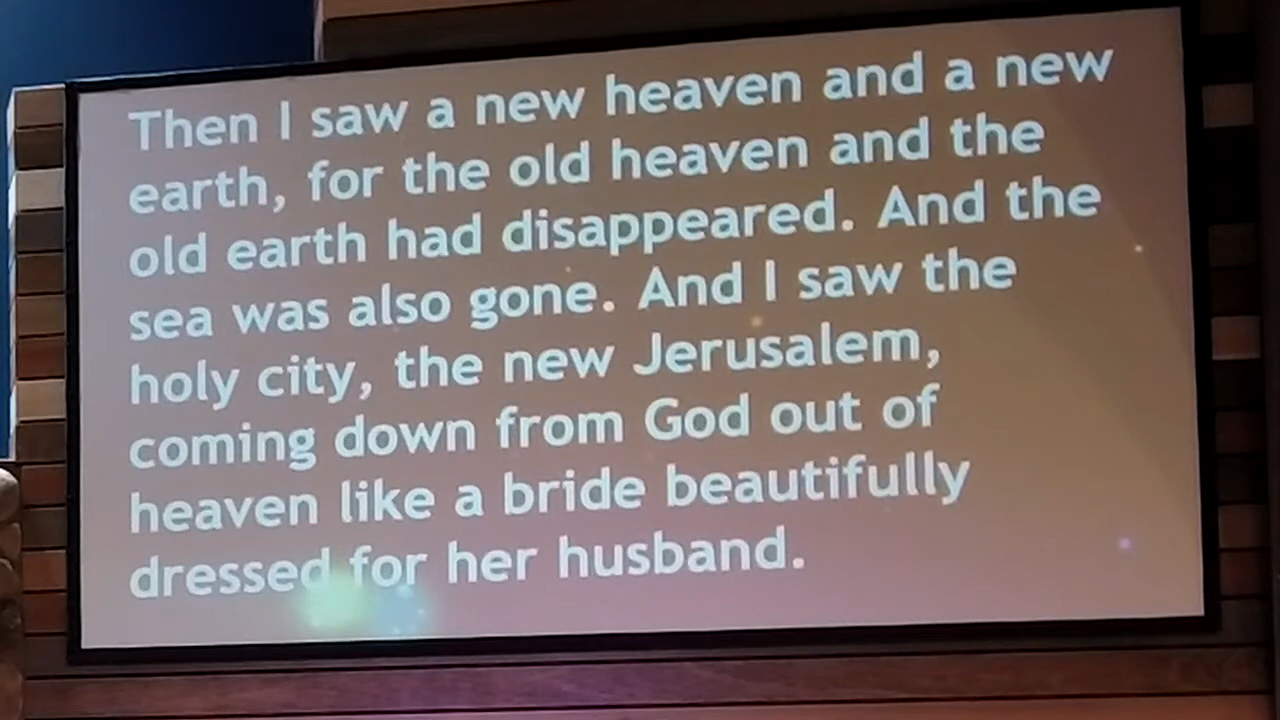 Then I saw a new heaven and a new
earth, for the old heaven and the
old earth had disappeared. And the
sea was also gone. And I saw the
holy city, the new Jerusalem,
coming down from God out of
heaven like a bride beautifully
dressed for her husband.